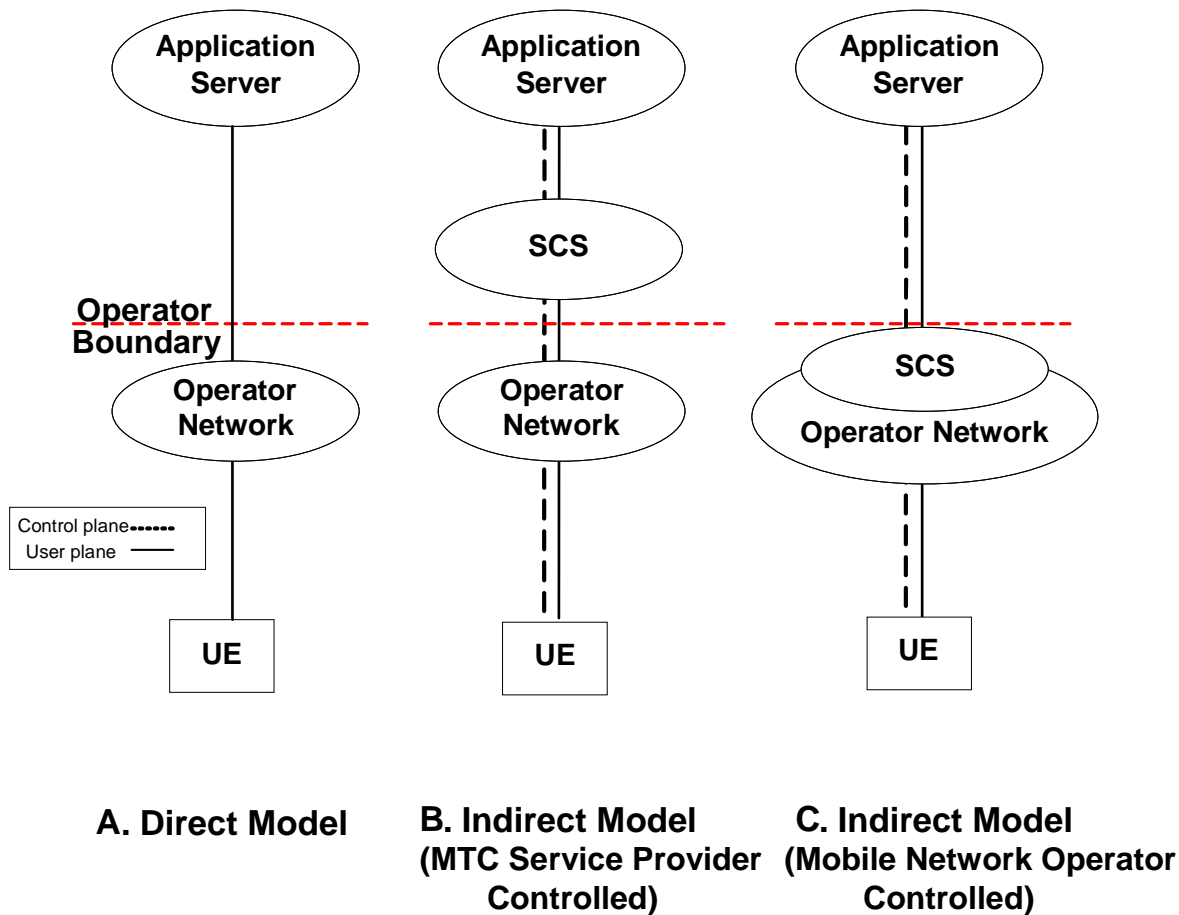 Application
Server
Application
Server
Application
Server
SCS
Operator
Boundary
SCS
Operator
Network
Operator
Network
Operator Network
Control plane
User plane
UE
UE
UE
A. Direct Model
B. Indirect Model
(MTC Service Provider
Controlled)
C. Indirect Model
(Mobile Network Operator
Controlled)